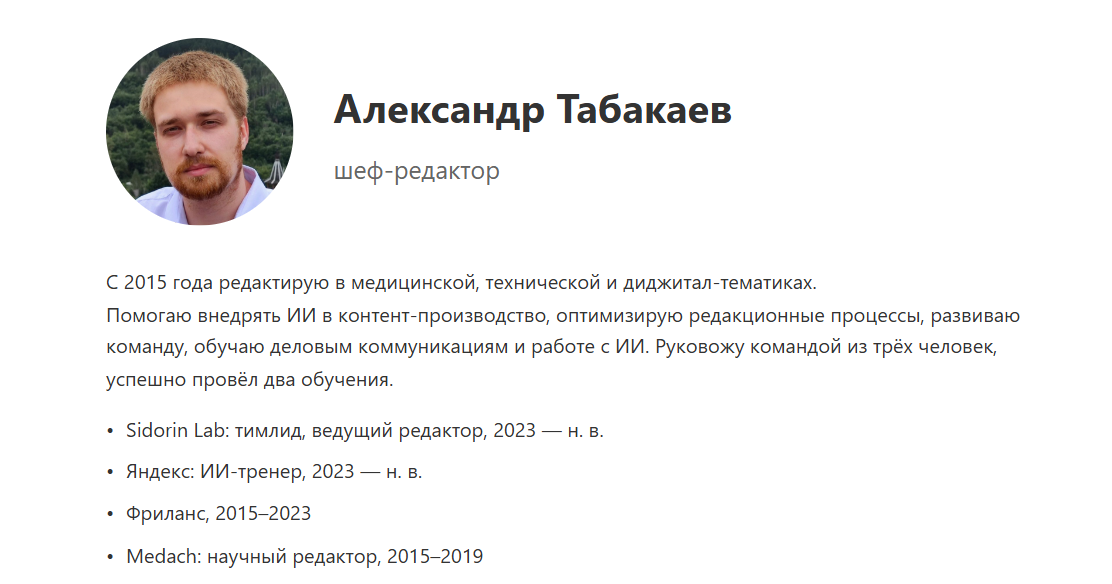 Александр Табакаев
шеф-редактор
С 2015 года редактирую в медицинской, технической и диджитал-тематиках.
Помогаю внедрять ИИ в контент-производство, оптимизирую редакционные процессы, развиваю
команду, обучаю деловым коммуникациям и работе с ИИ. Руковожу командой из трёх человек,
успешно провёл два обучения.
• Sidorin Lab: тимлид, ведущий редактор, 2023 — н. в.
• Яндекс: ИИ-тренер, 2023 — н. в.
• Фриланс, 2015–2023
• Medach: научный редактор, 2015–2019